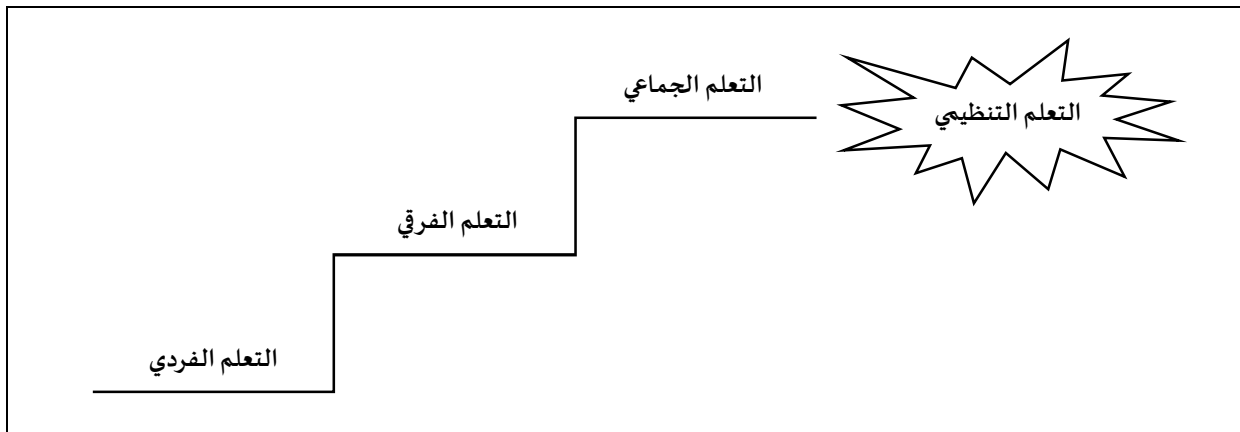 التعلم الجماعي
التعلم التنظيمي
التعلم الفرقي
التعلم الفردي